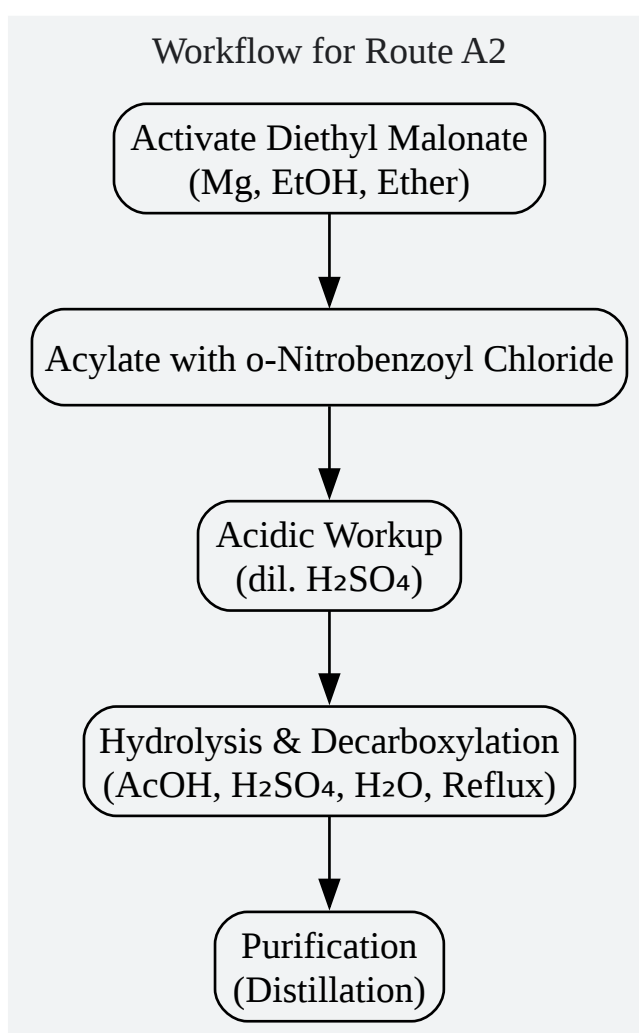 Workflow for Route A2
Activate Diethyl Malonate
(Mg, EtOH, Ether)
Acylate with o-Nitrobenzoyl Chloride
Acidic Workup
(dil. H₂SO₄)
Hydrolysis & Decarboxylation
(AcOH, H₂SO₄, H₂O, Reflux)
Purification
(Distillation)